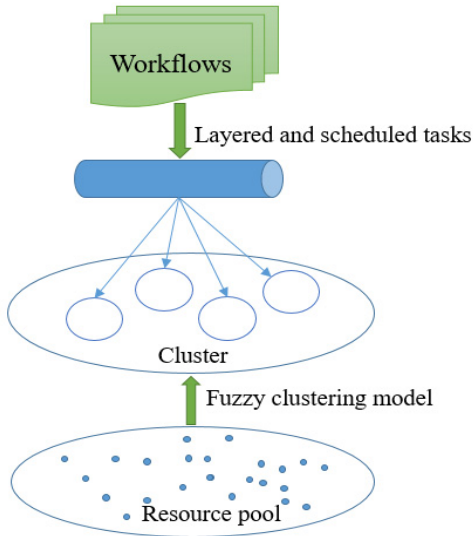 Workflows
Layered and scheduled tasks
Cluster
Fuzzy clustering model
Resource pool